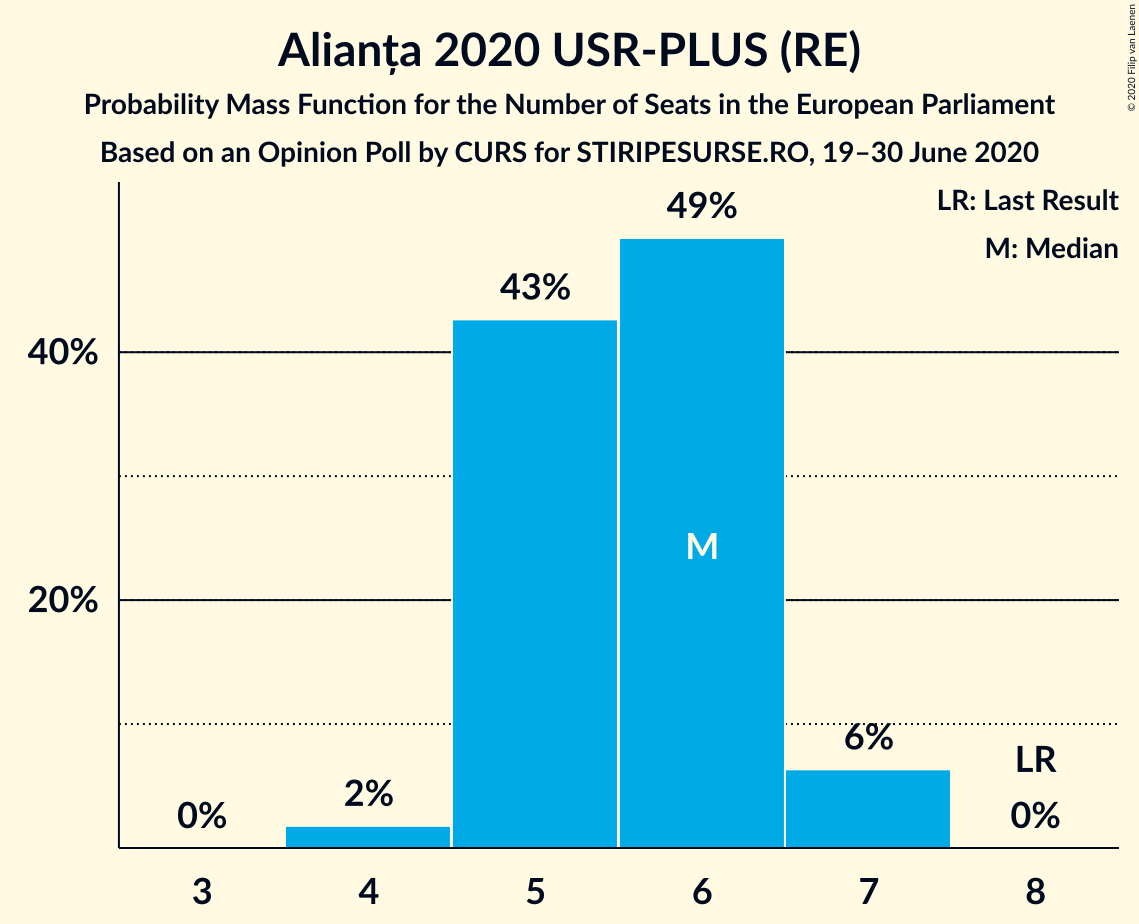 Alianța 2020 USR-PLUS (RE)
Probability Mass Function for the Number of Seats in the European Parliament
Based on an Opinion Poll by CURS for STIRIPESURSE.RO, 19–30 June 2020
© 2020 Filip van Laenen
LR: Last Result
M: Median
49%
43%
40%
M
20%
6%
LR
2%
0%
0%
3 4 5 6 7 8